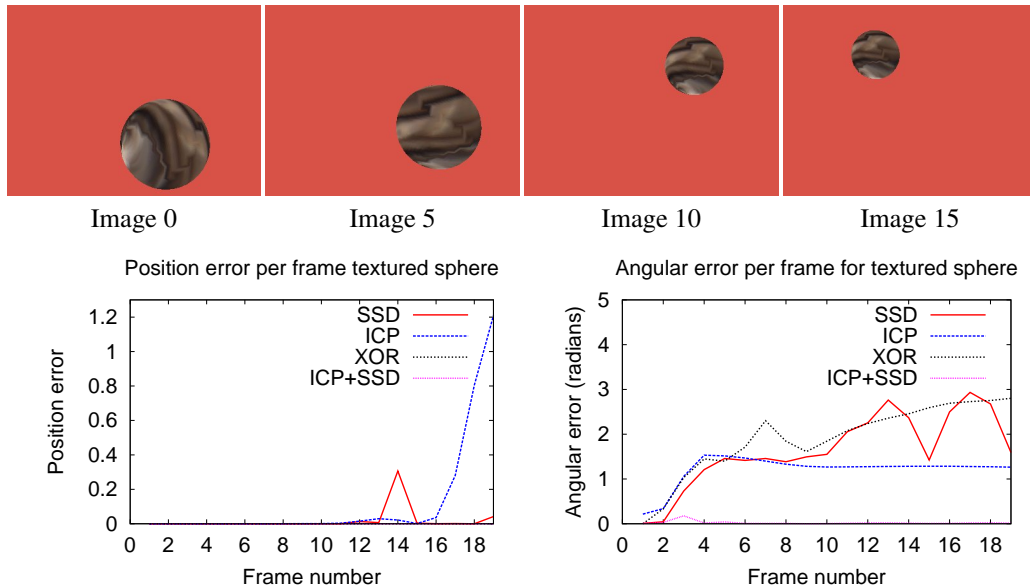 Image 0
Image 5
Image 10
Image 15
Position error per frame textured sphere
Position error
1.2
1
0.8
0.6
0.4
0.2
0
SSD
ICP
XOR
ICP+SSD
0 2 4 6 8 10 12 14 16 18
Frame number
Angular error per frame for textured sphere
Angular error (radians)
5
4
3
2
1
0
SSD
ICP
XOR
ICP+SSD
0 2 4 6 8 10 12 14 16 18
Frame number